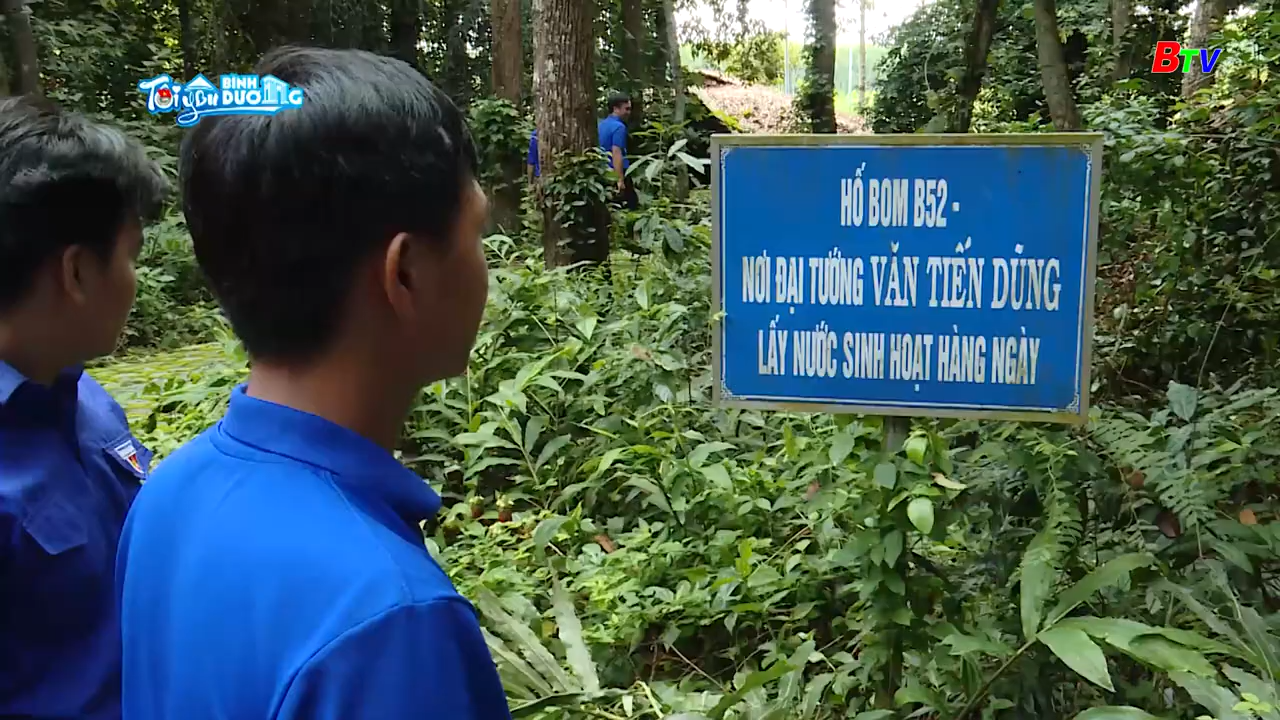 Tôi yêu BÌNH DƯƠNG
BTV
HỐ BOM B52 -
NƠI ĐẠI TƯỚNG VĂN TIẾN DŨNG
LẤY NƯỚC SINH HOẠT HÀNG NGÀY